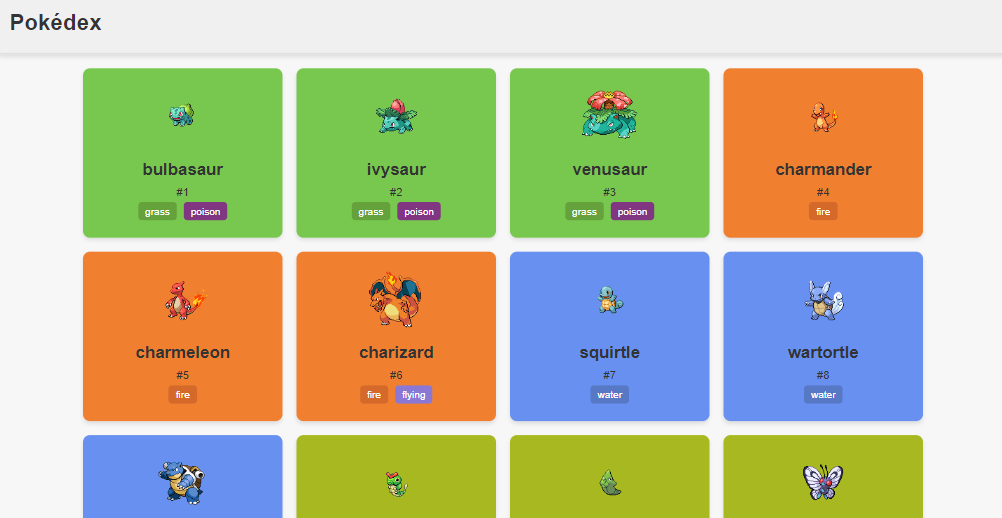 Pokédex
bulbasaur
#1
grass poison
ivysaur
#2
grass poison
venusaur
#3
grass poison
charmander
#4
fire
charmeleon
#5
fire
charizard
#6
fire flying
squirtle
#7
water
wartortle
#8
water